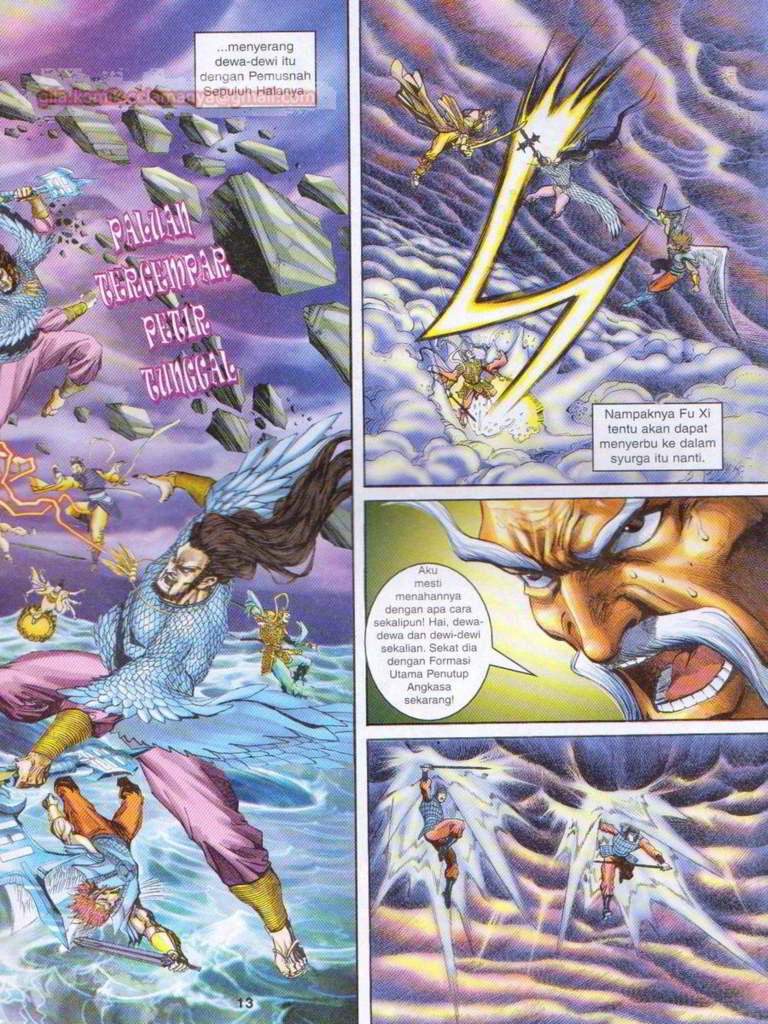 ...menyerang
dewa-dewi itu
dengan Pemusnah
Sepuluh Halanya
PALUAN
TERGEMPAR
PETIR
TUNGGAL
Nampaknya Fu Xi
tentu akan dapat
menyerbu ke dalam
syurga itu nanti.
Aku
mesti
menahannya
dengan apa cara
sekalipun! Hai, dewa-
dewa dan dewi-dewi
sekalian. Sekat dia
dengan Formasi
Utama Penutup
Angkasa
sekarang!
13